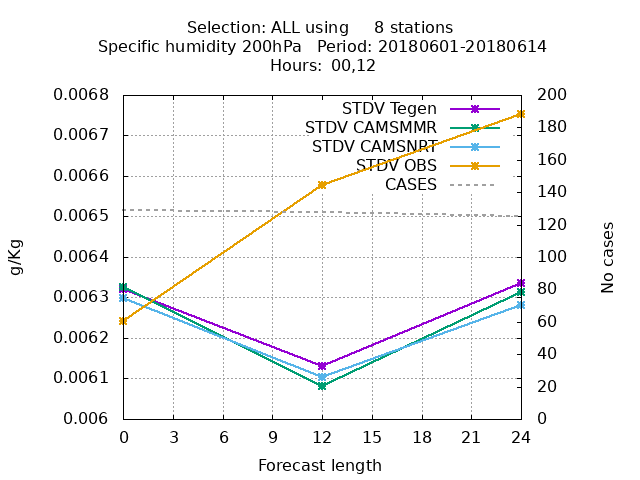 Selection: ALL using     8 stations
Specific humidity 200hPa   Period: 20180601-20180614
Hours:  00,12
0.0068
0.0067
0.0066
0.0065
0.0064
0.0063
0.0062
0.0061
0.006
g/Kg
STDV Tegen
STDV CAMSMMR
STDV CAMSNRT
STDV OBS
CASES
200
180
160
140
120
100
80
60
40
20
0
No cases
0 3 6 9 12 15 18 21 24
Forecast length